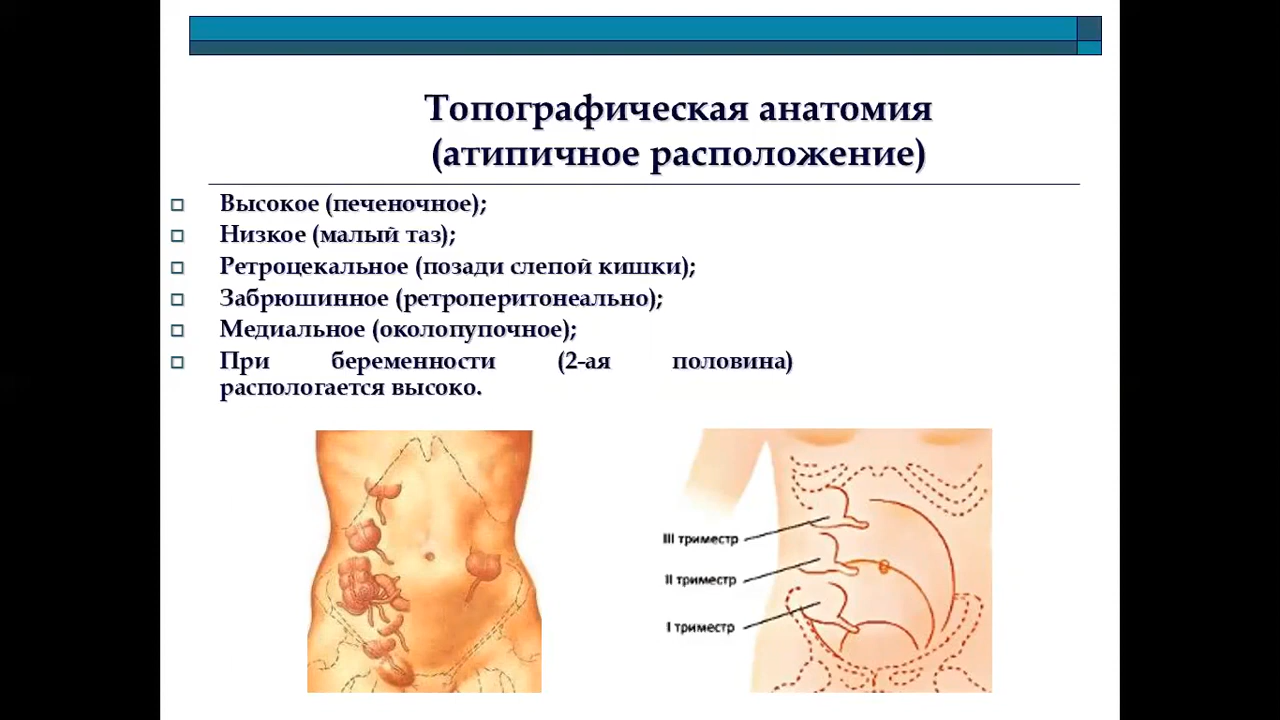 Топографическая анатомия
(атипичное расположение)
Высокое (печеночное);
Низкое (малый таз);
Ретроцекальное (позади слепой кишки);
Забрюшинное (ретроперитонеально);
Медиальное (околопупочное);
При беременности (2-ая половина)
распологается высоко.
III триместр
II триместр
I триместр